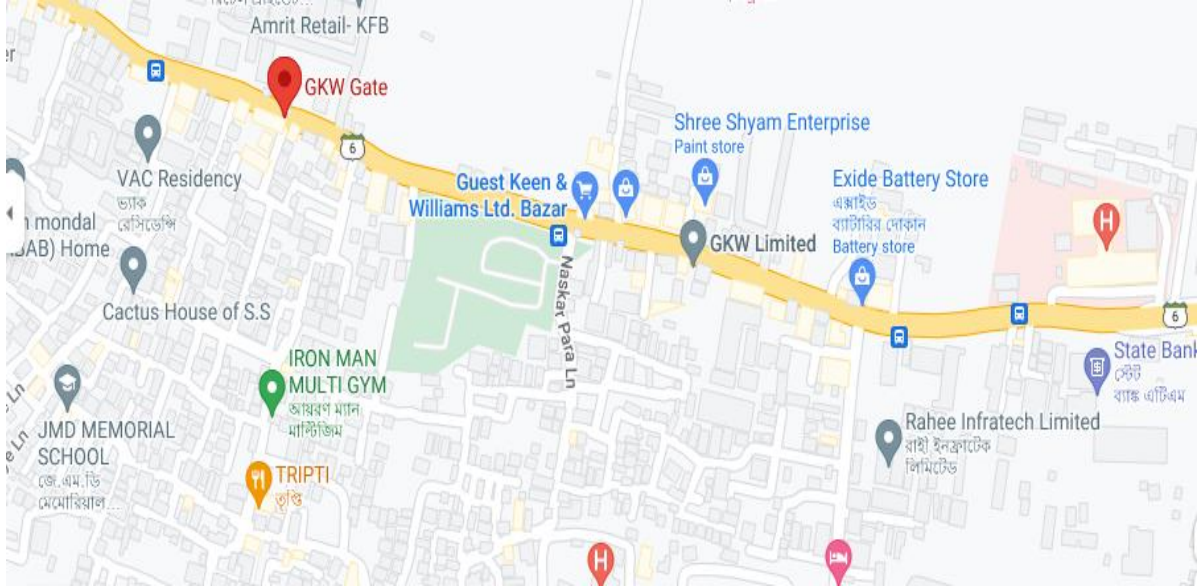 Amrit Retail- KFB
GKW Gate
6
Shree Shyam Enterprise
Paint store
VAC Residency
ভ্যাক
রেসিডেন্সি
Guest Keen &
Williams Ltd. Bazar
Exide Battery Store
এক্সাইড
ব্যাটারির দোকান
Battery store
H
mondal
Home
GKW Limited
Naskar Para Ln
Cactus House of S.S
6
IRON MAN
MULTI GYM
আয়রণ ম্যান
মাল্টিজিম
State Bank
স্টেট
ব্যাঙ্ক এটিএম
JMD MEMORIAL
SCHOOL
জে.এম.ডি
মেমোরিয়াল...
Ln
Ln
Rahee Infratech Limited
রাহী ইনফ্রাটেক
লিমিটেড
TRIPTI
তৃপ্তি
H